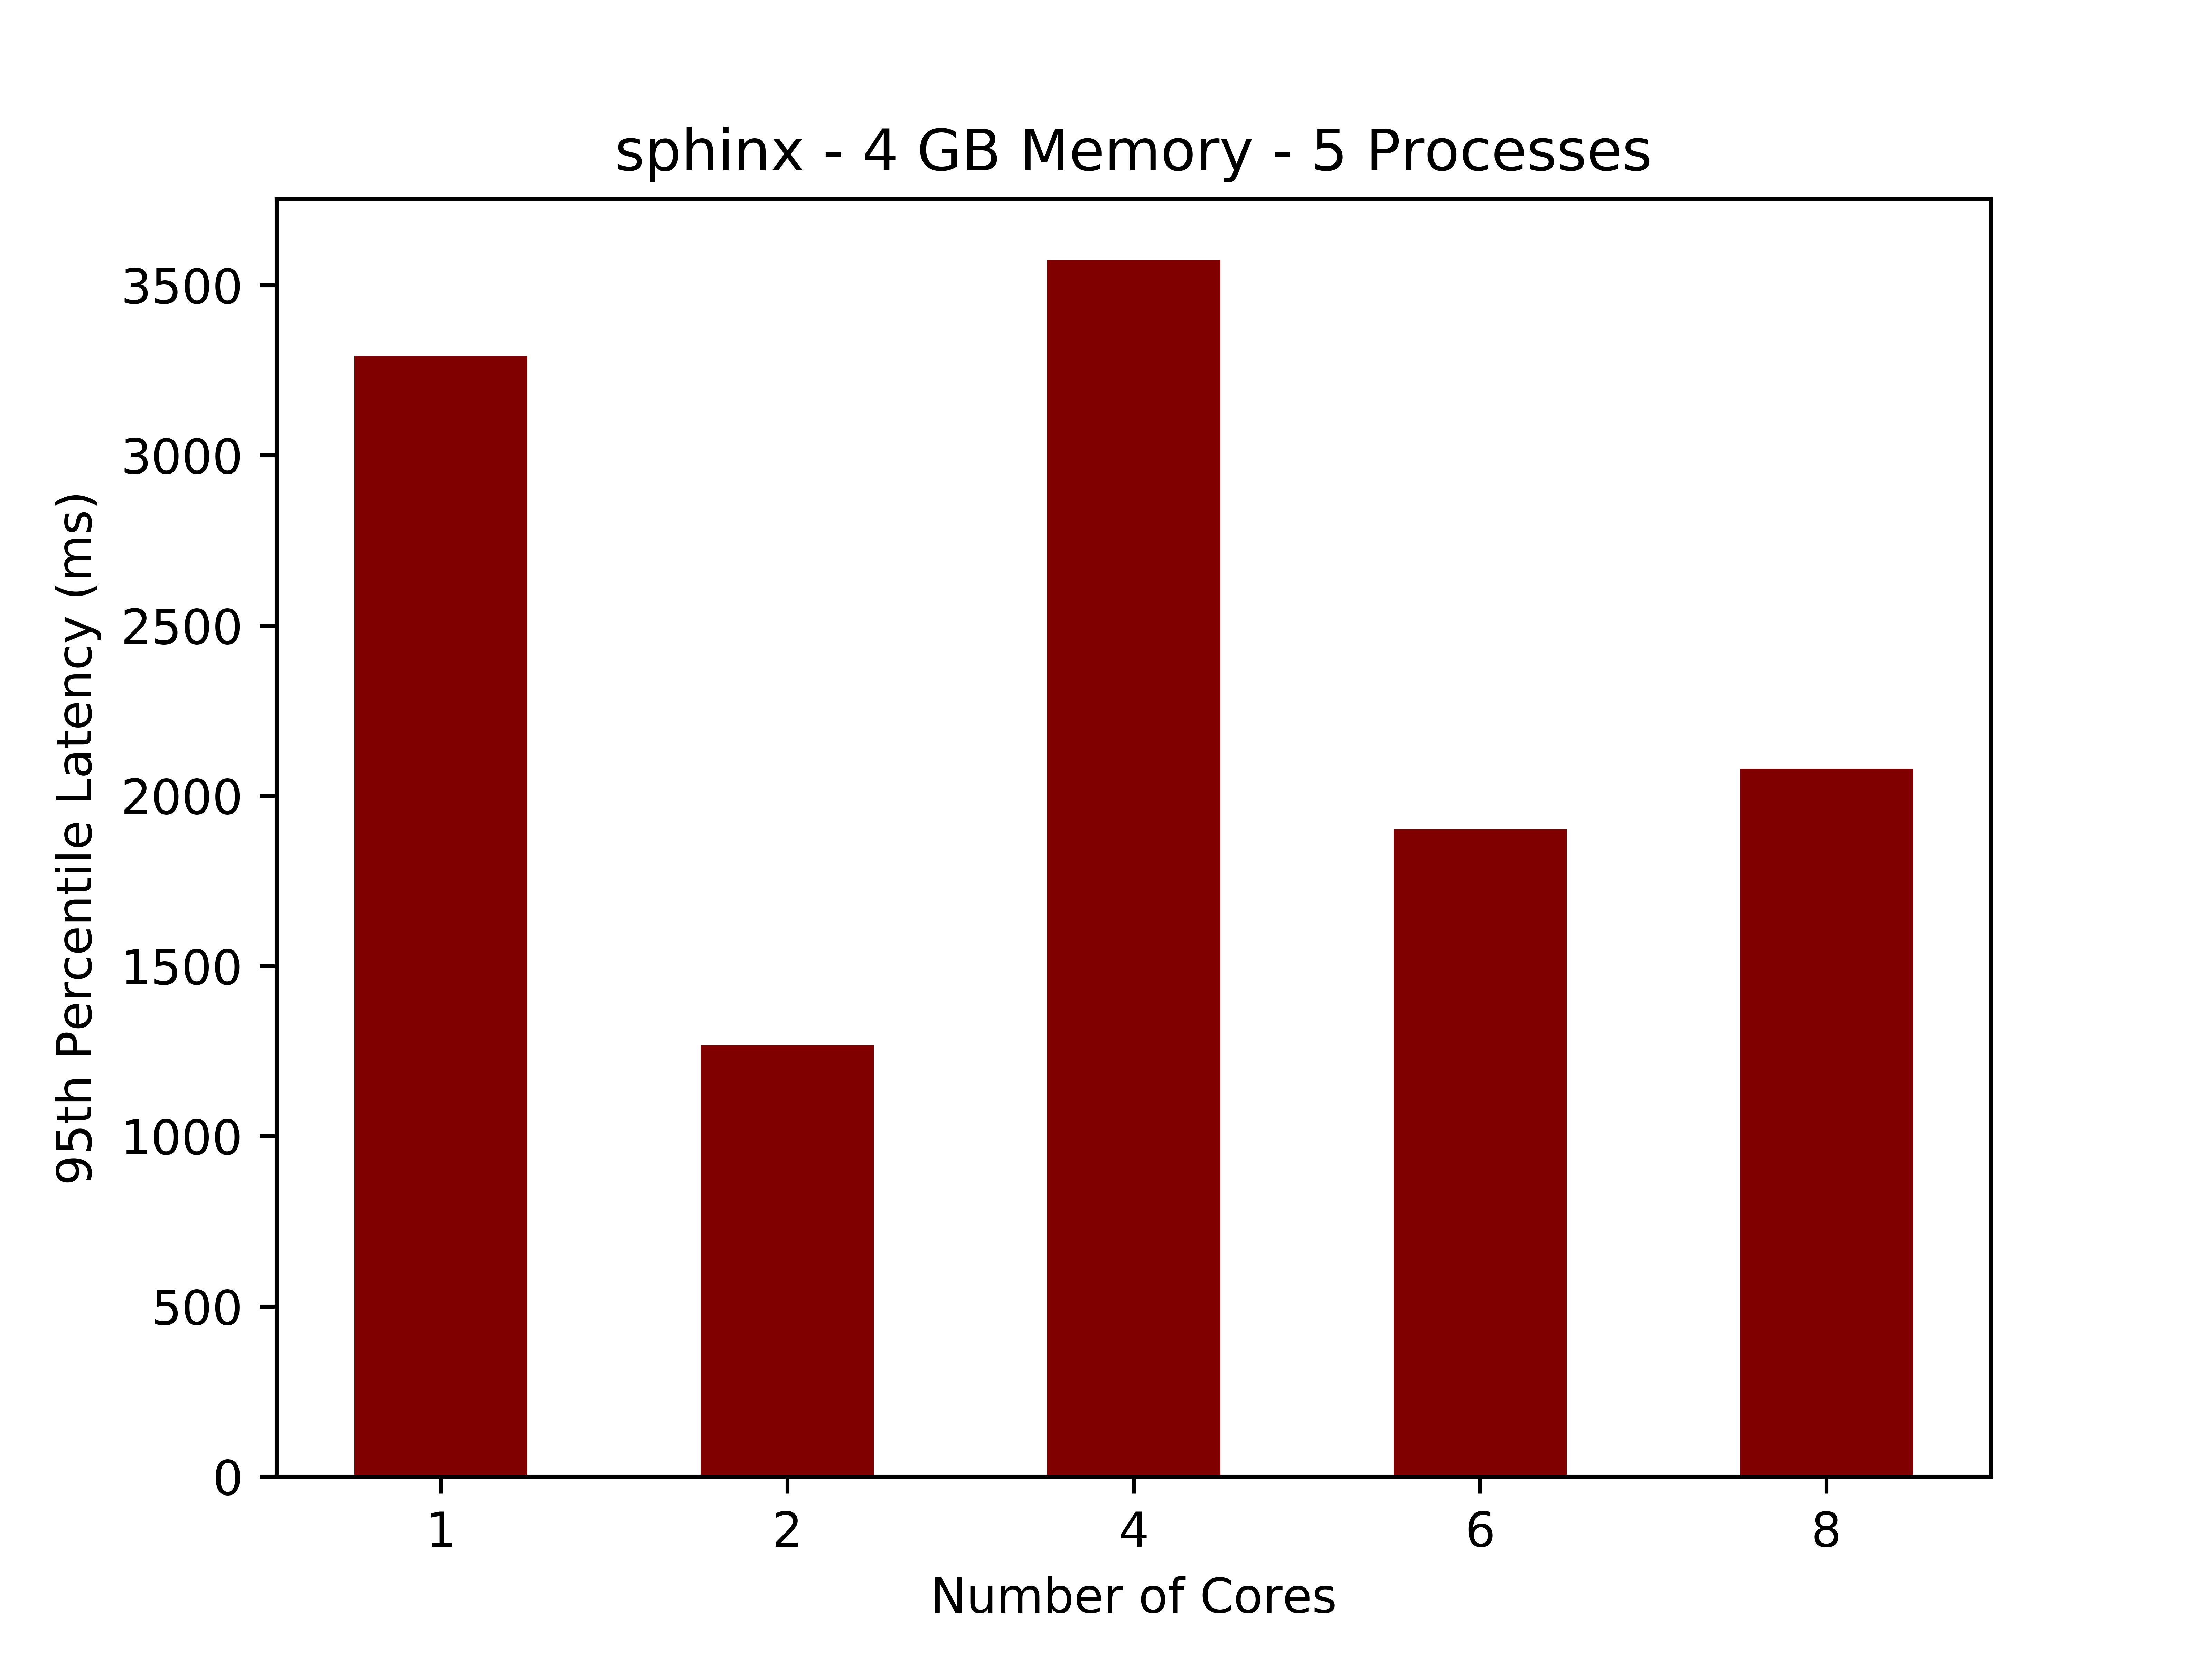 sphinx - 4 GB Memory - 5 Processes
95th Percentile Latency (ms)
3500
3000
2500
2000
1500
1000
500
0
1 2 4 6 8
Number of Cores